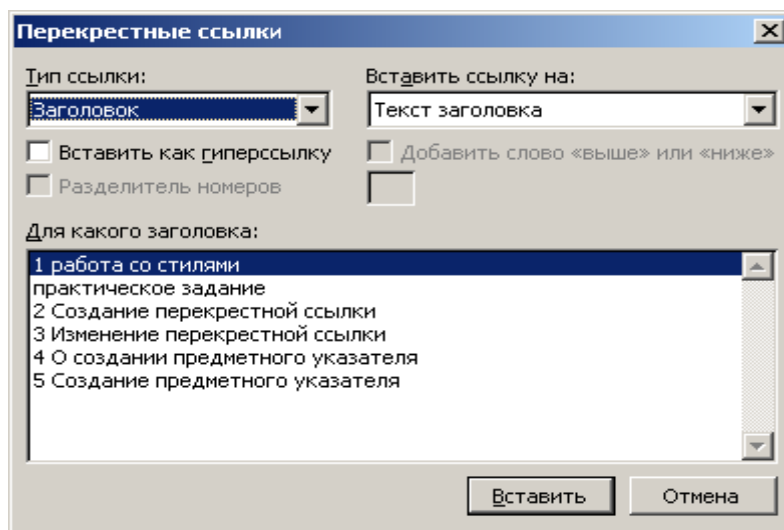 Перекрестные ссылки
Тип ссылки:
Вставить ссылку на:
Заголовок
Текст заголовка
Вставить как гиперссылку
Добавить слово «выше» или «ниже»
Разделитель номеров
Для какого заголовка:
1 работа со стилями
практическое задание
2 Создание перекрестной ссылки
3 Изменение перекрестной ссылки
4 О создании предметного указателя
5 Создание предметного указателя
Вставить
Отмена